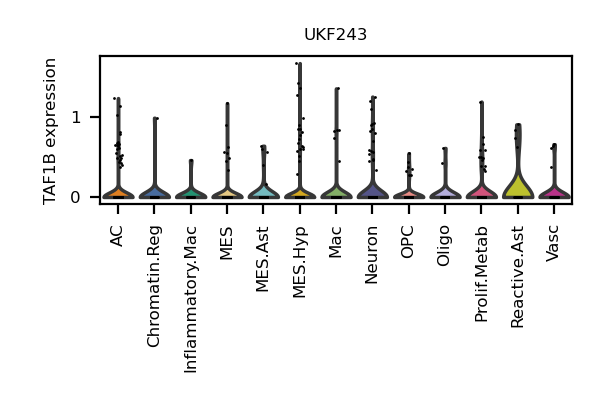 UKF243
TAF1B expression
1
0
AC
Chromatin.Reg
Inflammatory.Mac
MES
MES.Ast
MES.Hyp
Mac
Neuron
OPC
Oligo
Prolif.Metab
Reactive.Ast
Vasc